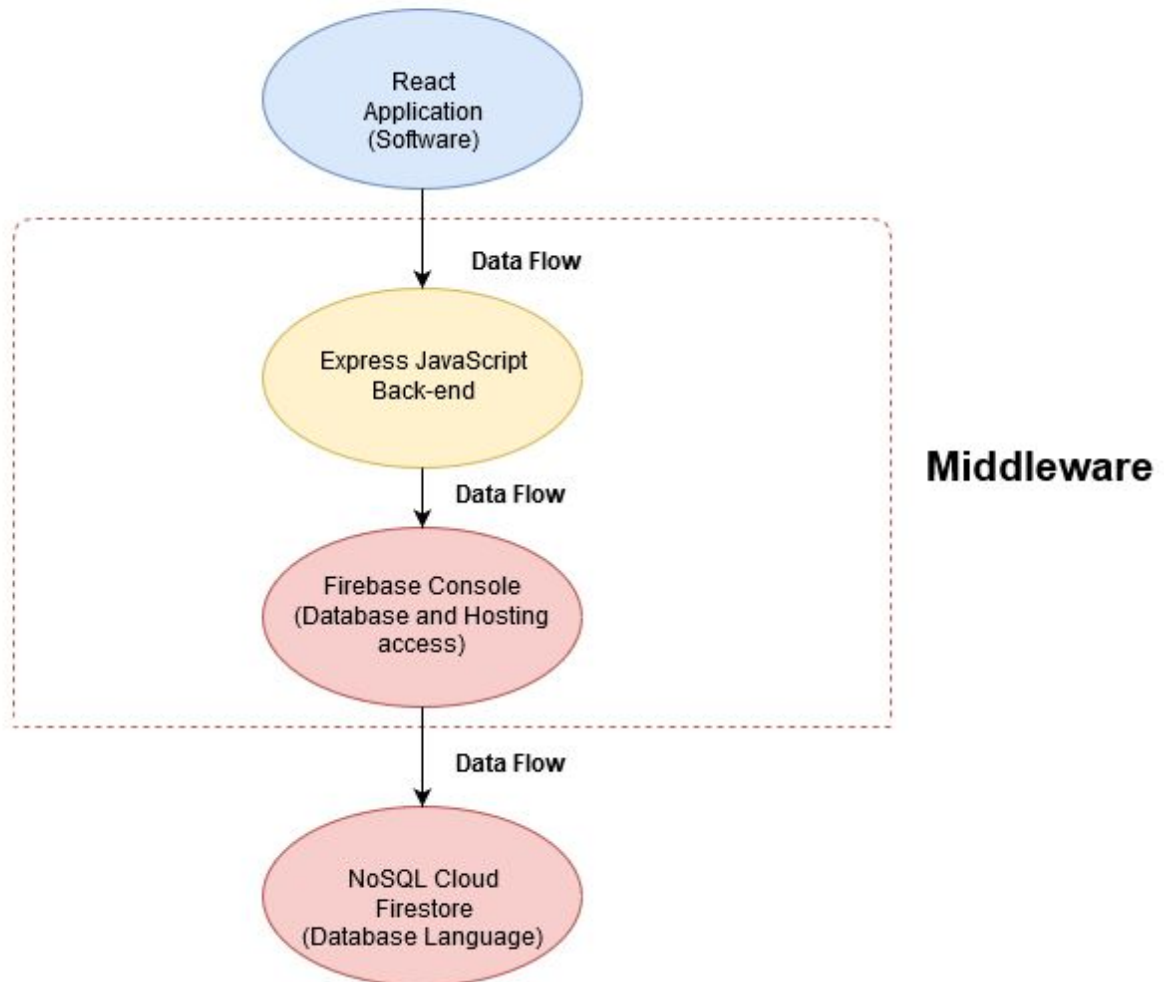 React
Application
(Software)
Data Flow
Express JavaScript
Back-end
Middleware
Data Flow
Firebase Console
(Database and Hosting
access)
Data Flow
NoSQL Cloud
Firestore
(Database Language)